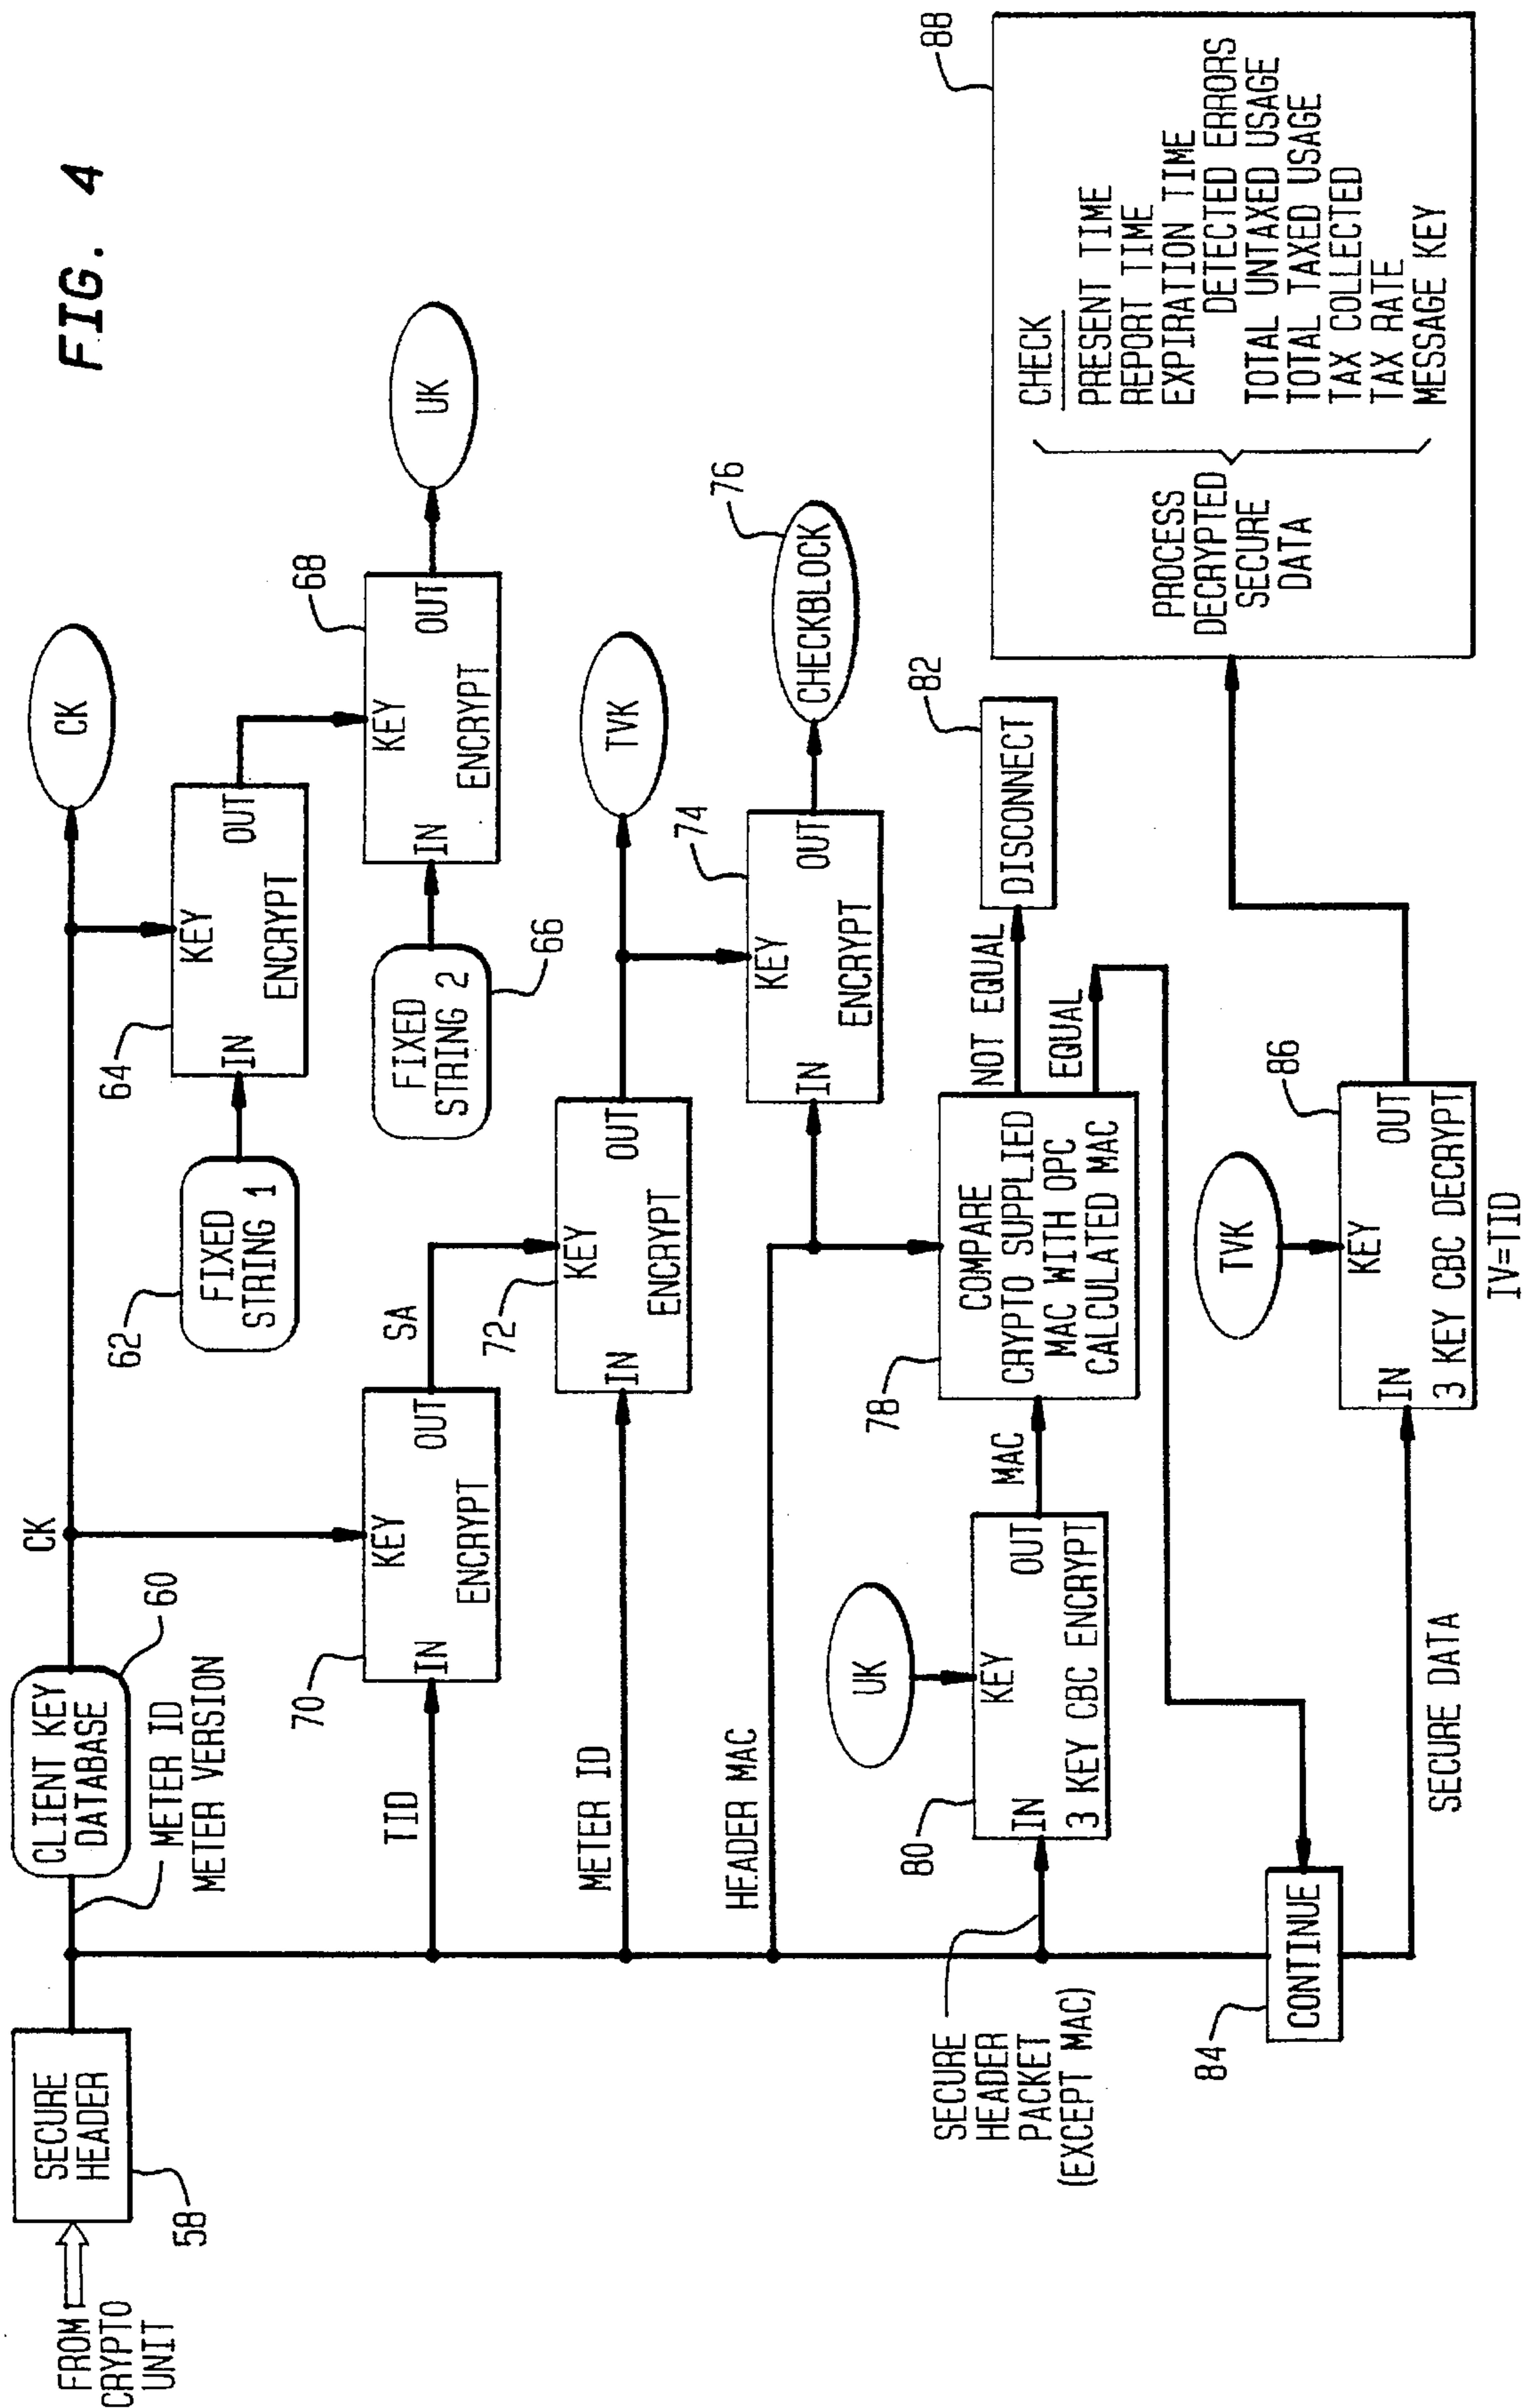 FIG. 4
FROM
CRYPTO
UNIT
SECURE
HEADER
58
CLIENT KEY
DATABASE
60
METER ID
METER VERSION
CK
CK
FIXED
STRING 1
62
64
IN
KEY
OUT
ENCRYPT
FIXED
STRING 2
66
68
IN
KEY
OUT
ENCRYPT
UK
TID
70
IN
KEY
OUT
ENCRYPT
SA
METER ID
72
IN
KEY
OUT
ENCRYPT
TVK
HEADER MAC
74
IN
KEY
OUT
ENCRYPT
76
CHECKBLOCK
SECURE
HEADER
PACKET
(EXCEPT MAC)
80
UK
IN
KEY
OUT
3 KEY CBC ENCRYPT
MAC
78
COMPARE
CRYPTO SUPPLIED
MAC WITH OPC
CALCULATED MAC
NOT EQUAL
EQUAL
82
DISCONNECT
84
CONTINUE
SECURE DATA
TVK
86
IN
KEY
OUT
3 KEY CBC DECRYPT
IV=TID
88
PROCESS
DECRYPTED
SECURE
DATA
CHECK
PRESENT TIME
REPORT TIME
EXPIRATION TIME
DETECTED ERRORS
TOTAL UNTAXED USAGE
TOTAL TAXED USAGE
TAX COLLECTED
TAX RATE
MESSAGE KEY